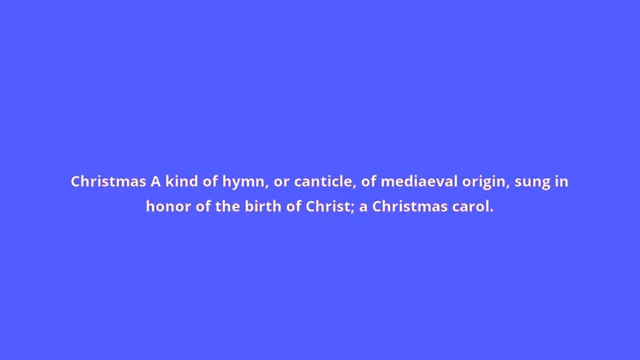 Christmas A kind of hymn, or canticle, of mediaeval origin, sung in
honor of the birth of Christ; a Christmas carol.